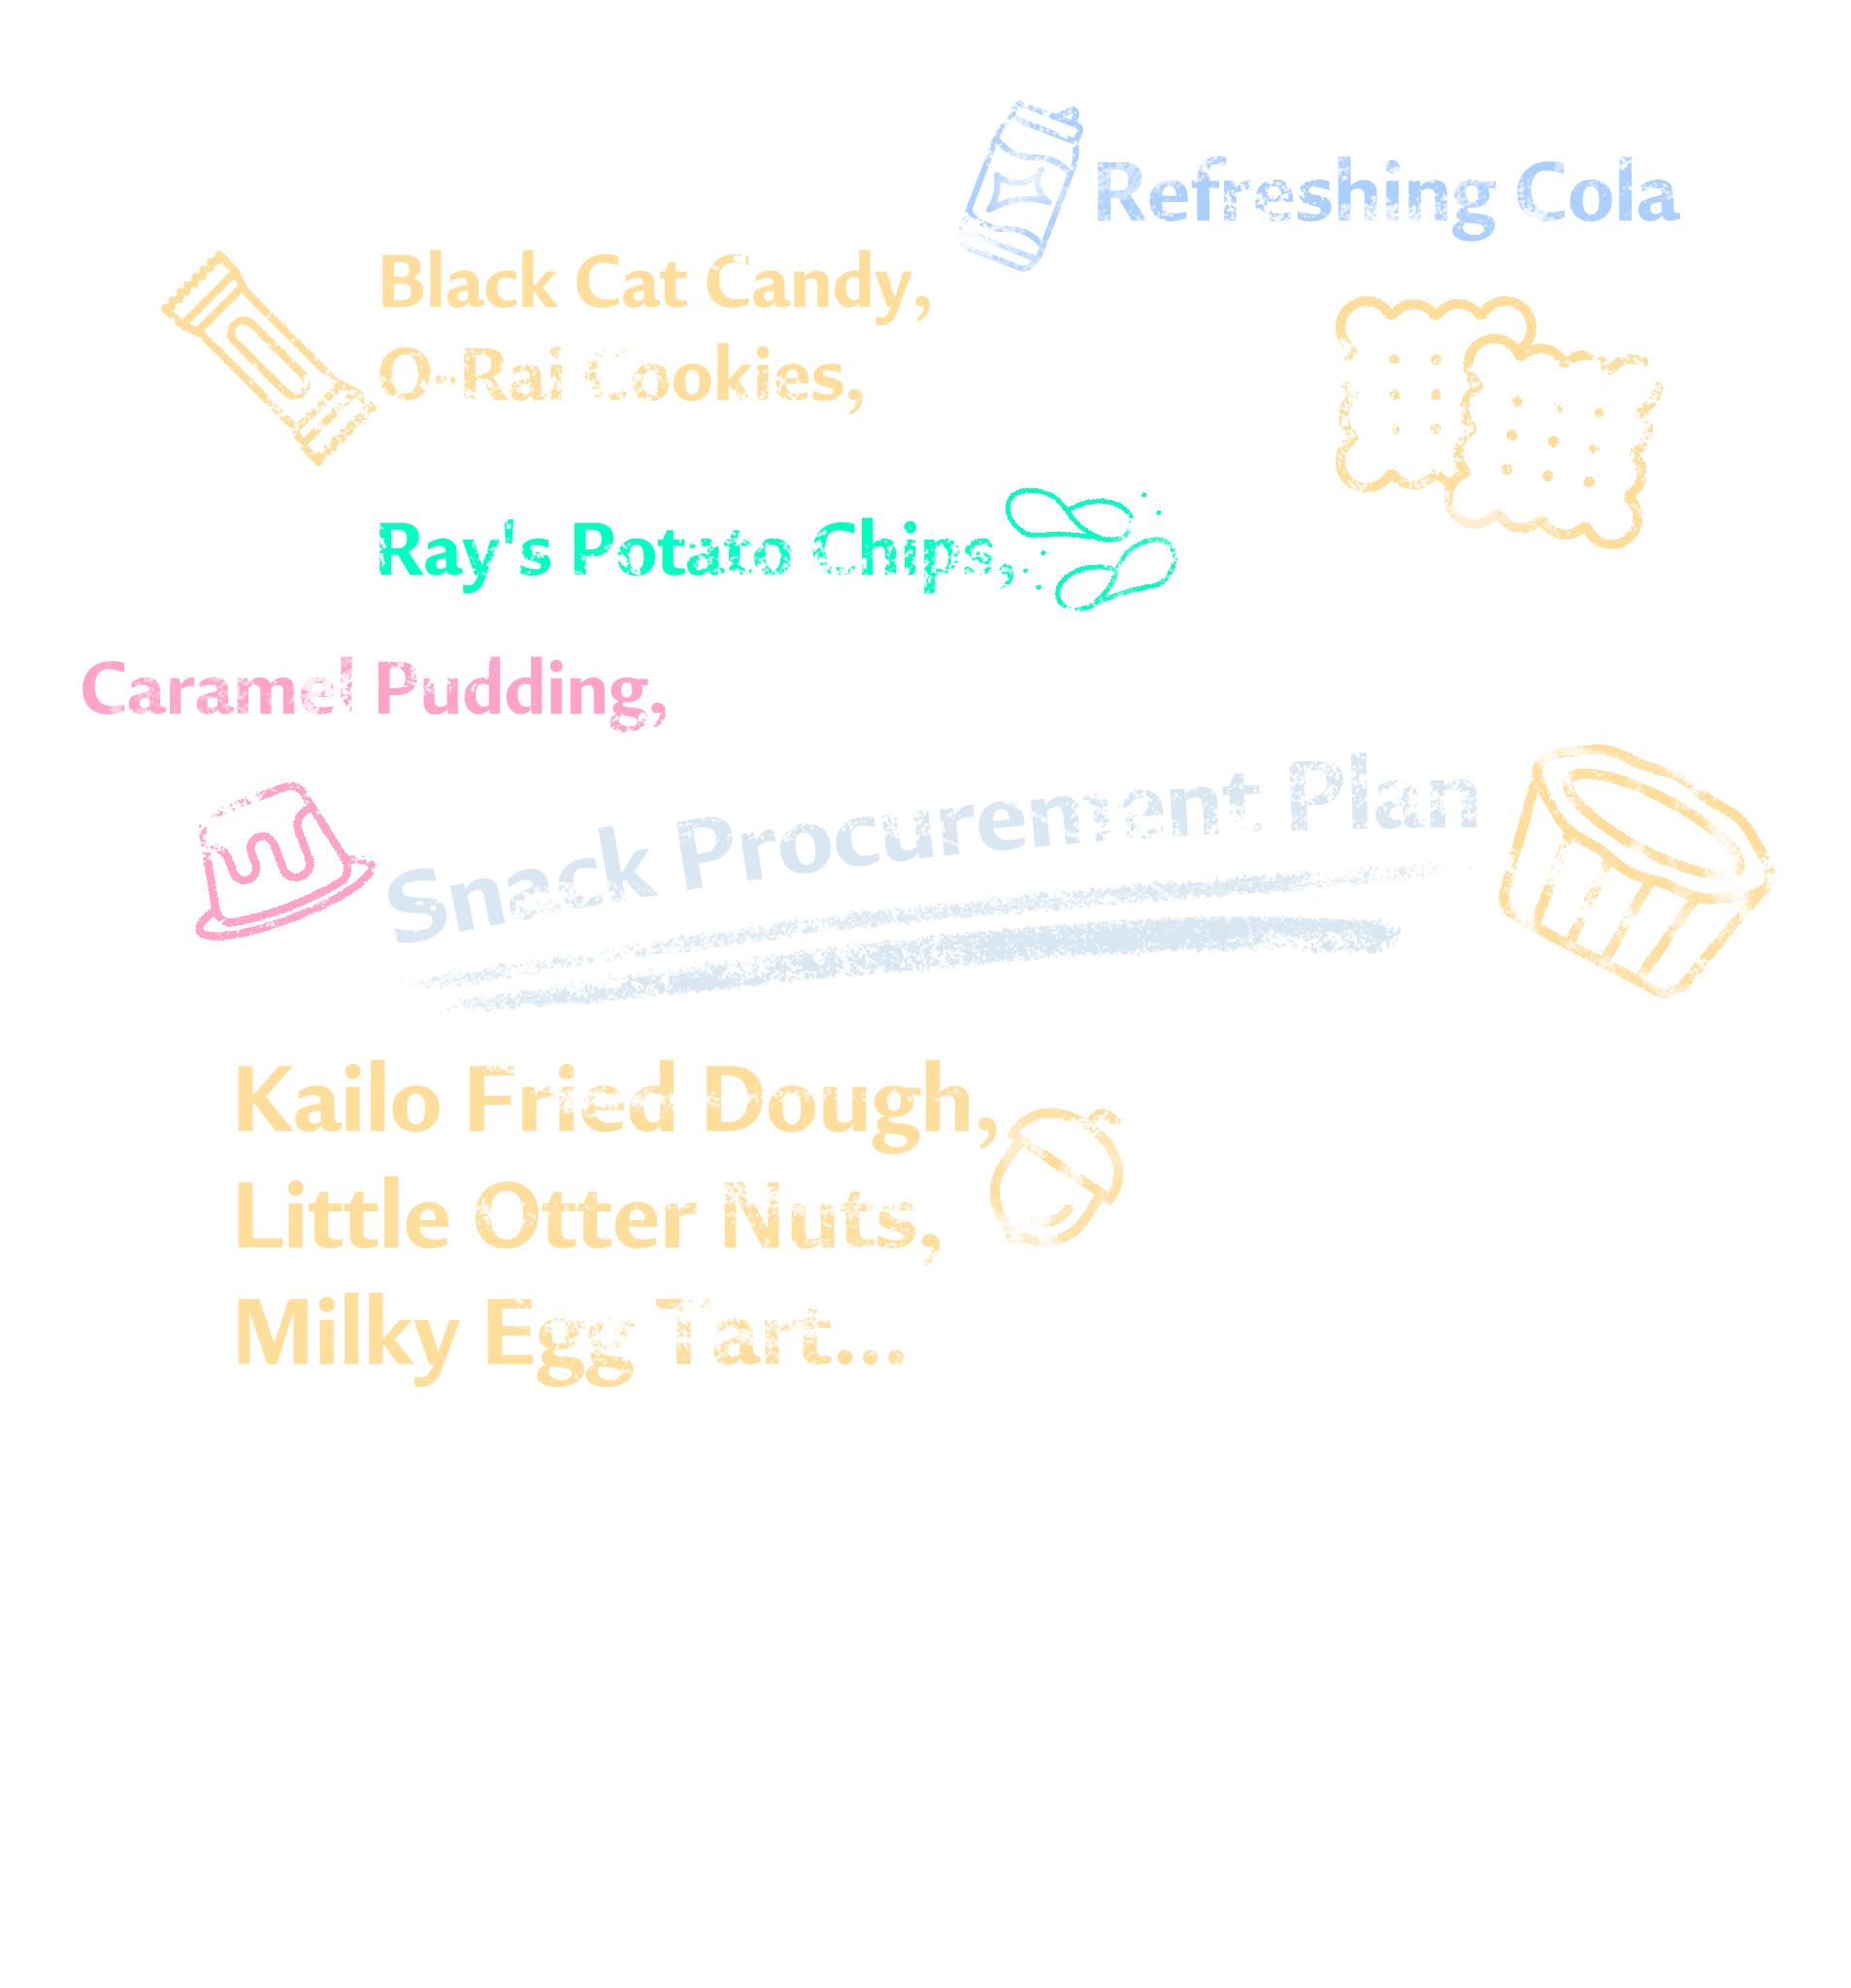 Refreshing Cola
Black Cat Candy,
O-Rai Cookies,
Ray's Potato Chips,
Caramel Pudding,
Snack Procurement Plan
Kailo Fried Dough,
Little Otter Nuts,
Milky Egg Tart...